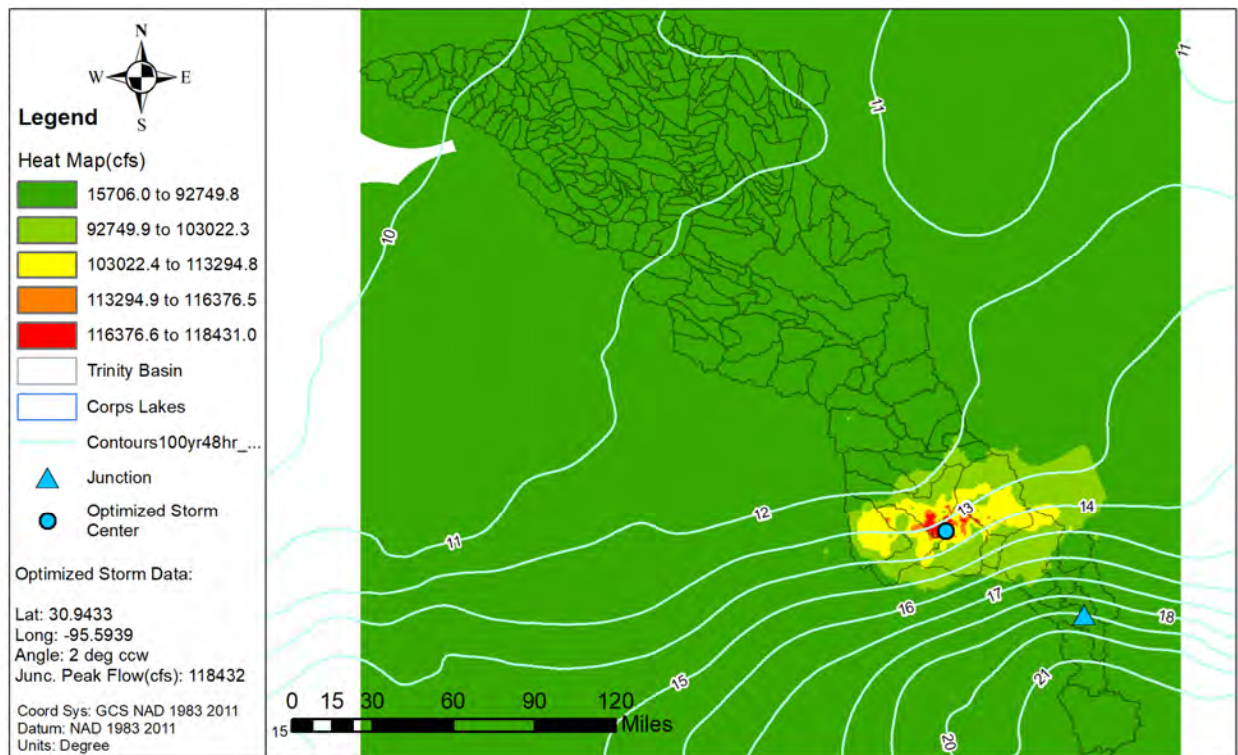 N
W E
S
Legend
Heat Map(cfs)
15706.0 to 92749.8
92749.9 to 103022.3
103022.4 to 113294.8
113294.9 to 116376.5
116376.6 to 118431.0
Trinity Basin
Corps Lakes
Contours100yr48hr_...
Junction
Optimized Storm
Center
Optimized Storm Data:
Lat: 30.9433
Long: -95.5939
Angle: 2 deg ccw
Junc. Peak Flow(cfs): 118432
Coord Sys: GCS NAD 1983 2011
Datum: NAD 1983 2011
Units: Degree
11
11
10
12
13
14
11
16
17
18
15
21
20
15
0 15 30 60 90 120
Miles